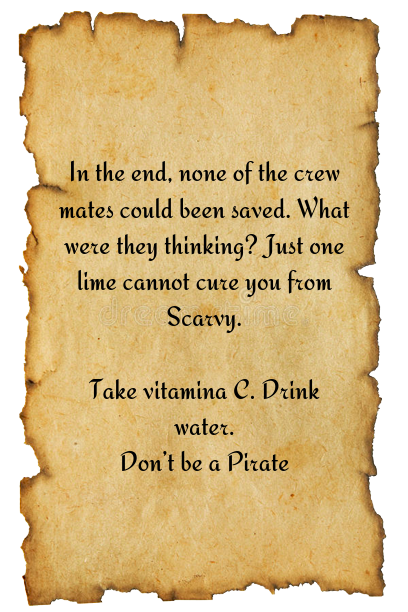 In the end, none of the crew
mates could been saved. What
were they thinking? Just one
lime cannot cure you from
Scarvy.
Take vitamina C. Drink
water.
Don't be a Pirate